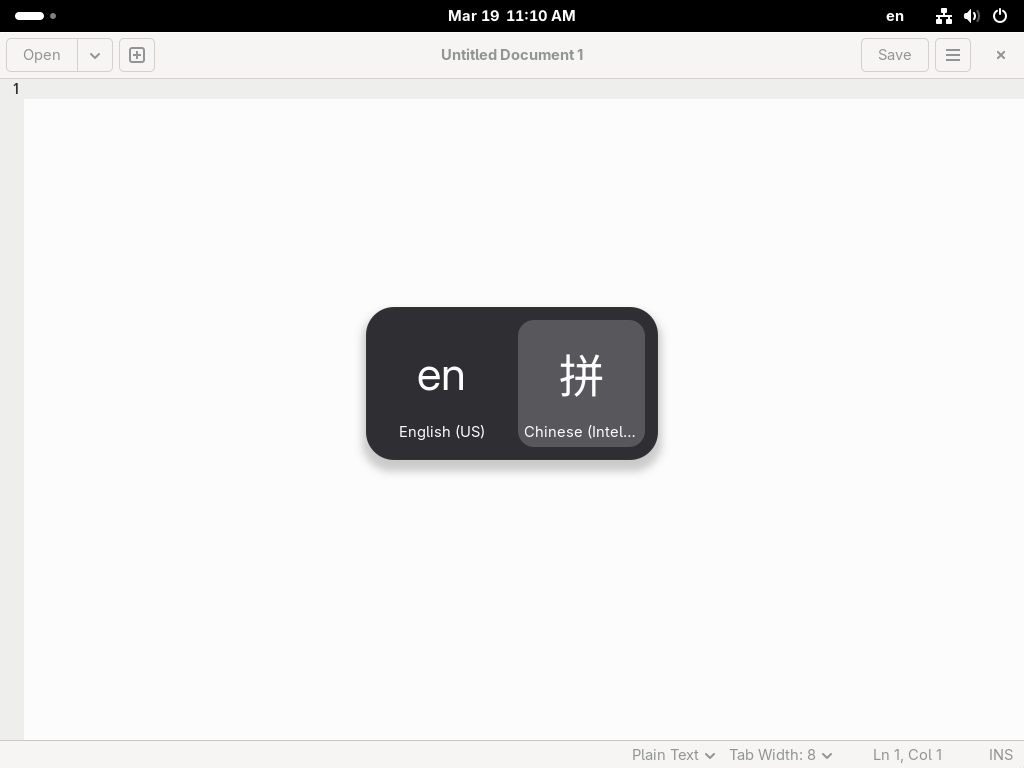 Mar 19 11:10 AM
en
Open
Untitled Document 1
Save
1
en
拼
English (US)
Chinese (Intel...
Plain Text
Tab Width: 8
Ln 1, Col 1
INS